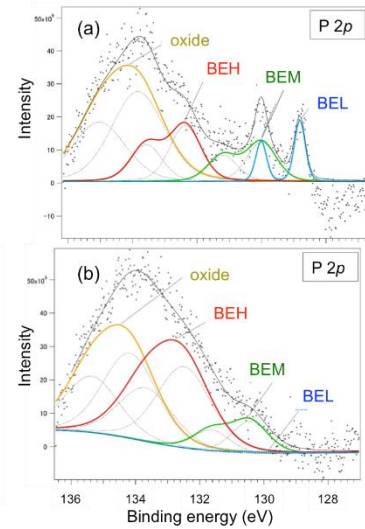 50x10³
(a)
P 2p
oxide
40
BEH
30
BEM
20
BEL
10
0
-10
Intensity
50x10³
(b)
P 2p
oxide
40
BEH
30
20
BEM
10
BEL
0
Intensity
136 134 132 130 128
Binding energy (eV)